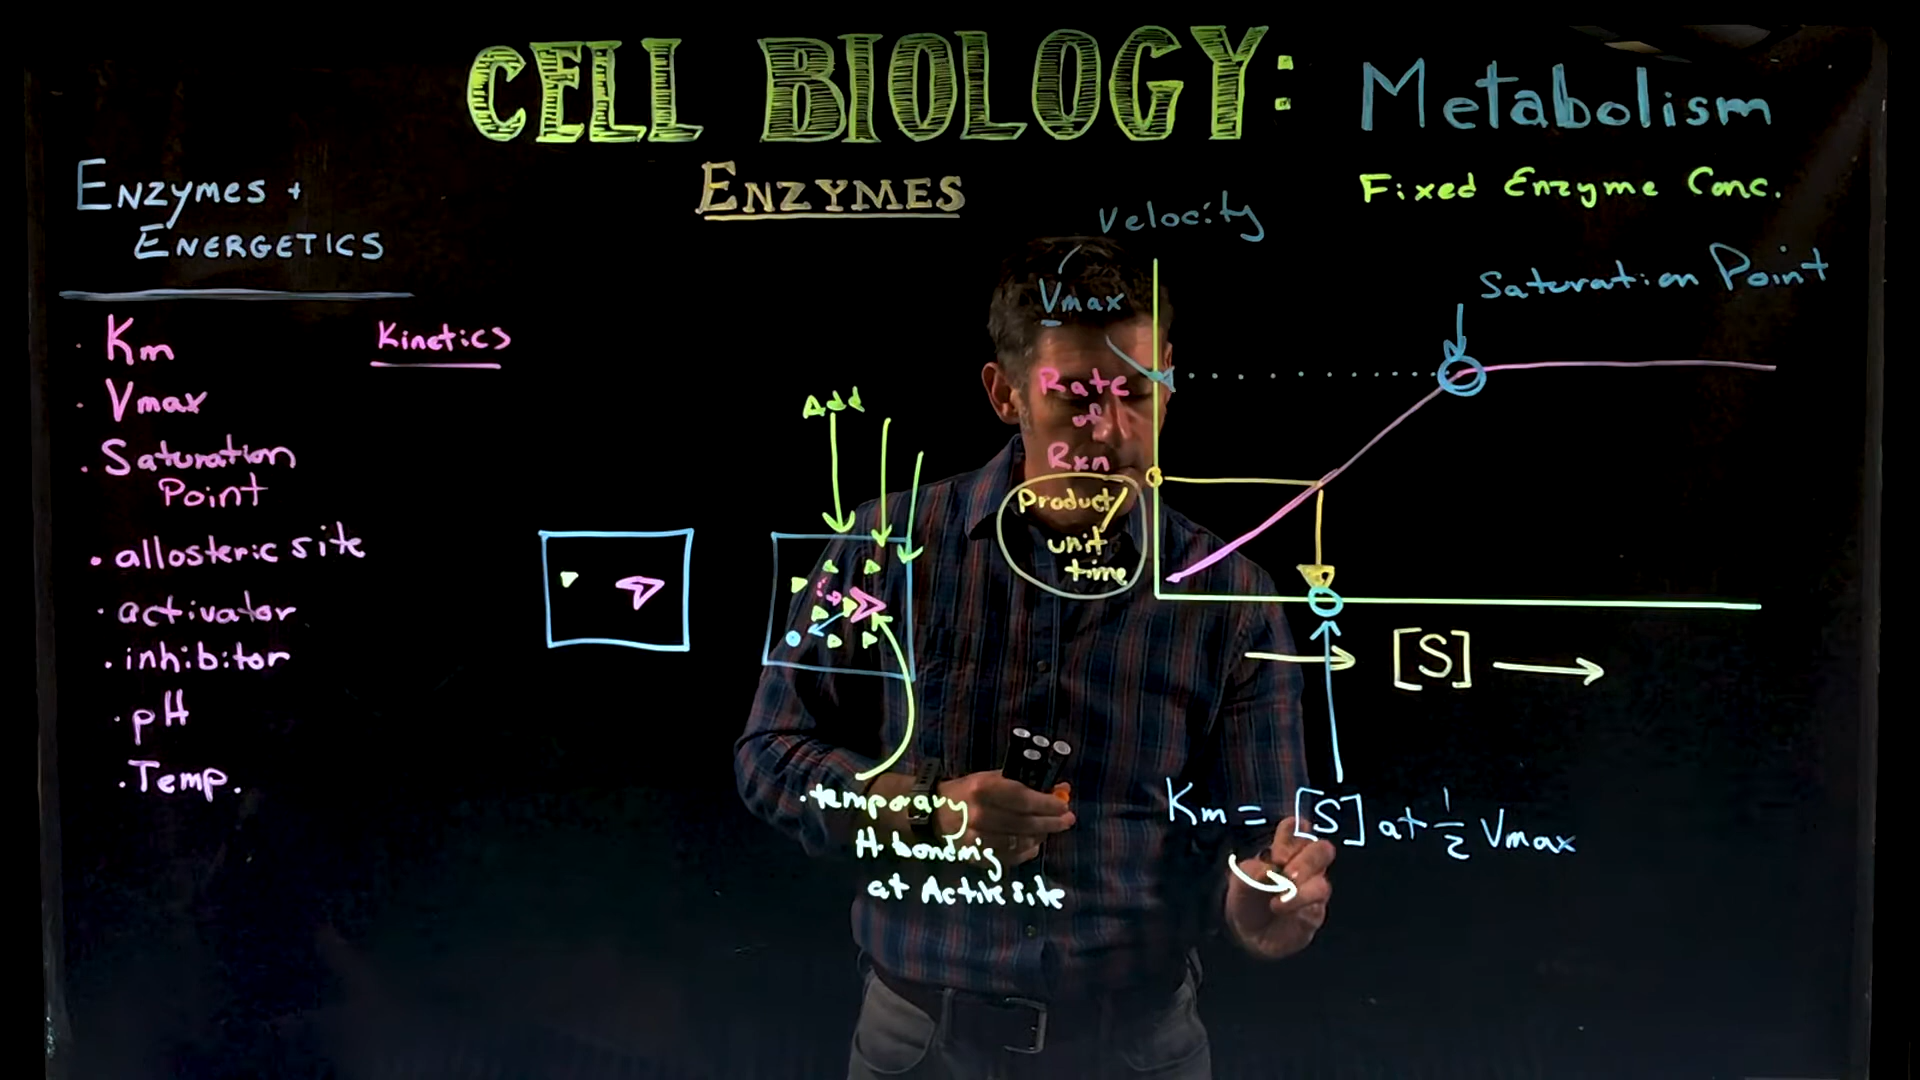 CELL BIOLOGY: Metabolism
ENZYMES +
ENERGETICS
ENZYMES
Fixed Enzyme Conc.
Velocity
Vmax
Saturation Point
· Km
Kinetics
· Vmax
· Saturation
Point
· allosteric site
· activator
· inhibitor
· pH
· Temp.
Add
Rate
of
Rxn
Product/
unit
time
[S]
· temporary
H-bonding
at Active site
Km = [S] at 1/2 Vmax